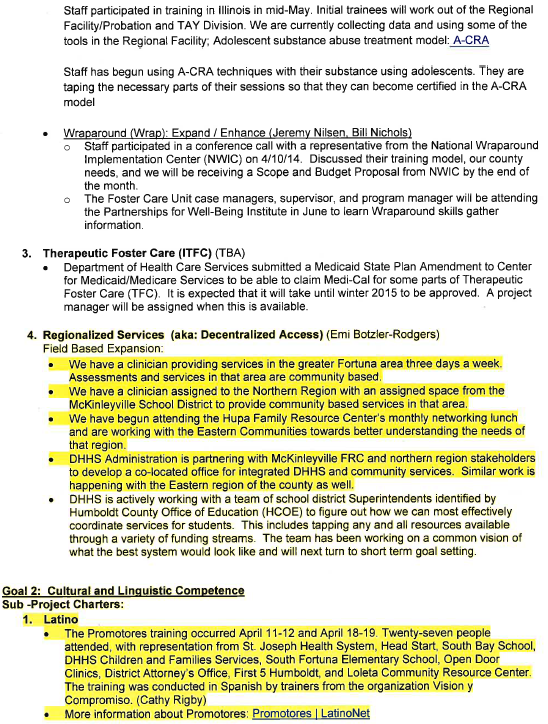 Staff participated in training in Illinois in mid-May. Initial trainees will work out of the Regional
Facility/Probation and TAY Division. We are currently collecting data and using some of the
tools in the Regional Facility; Adolescent substance abuse treatment model: A-CRA
Staff has begun using A-CRA techniques with their substance using adolescents. They are
taping the necessary parts of their sessions so that they can become certified in the A-CRA
model
• Wraparound (Wrap): Expand / Enhance (Jeremy Nilsen, Bill Nichols)
o Staff participated in a conference call with a representative from the National Wraparound
Implementation Center (NWIC) on 4/10/14. Discussed their training model, our county
needs, and we will be receiving a Scope and Budget Proposal from NWIC by the end of
the month.
o The Foster Care Unit case managers, supervisor, and program manager will be attending
the Partnerships for Well-Being Institute in June to learn Wraparound skills gather
information.
3. Therapeutic Foster Care (ITFC) (TBA)
• Department of Health Care Services submitted a Medicaid State Plan Amendment to Center
for Medicaid/Medicare Services to be able to claim Medi-Cal for some parts of Therapeutic
Foster Care (TFC). It is expected that it will take until winter 2015 to be approved. A project
manager will be assigned when this is available.
4. Regionalized Services (aka: Decentralized Access) (Emi Botzler-Rodgers)
Field Based Expansion:
• We have a clinician providing services in the greater Fortuna area three days a week.
Assessments and services in that area are community based.
• We have a clinician assigned to the Northern Region with an assigned space from the
McKinleyville School District to provide community based services in that area.
• We have begun attending the Hupa Family Resource Center's monthly networking lunch
and are working with the Eastern Communities towards better understanding the needs of
that region.
• DHHS Administration is partnering with McKinleyville FRC and northern region stakeholders
to develop a co-located office for integrated DHHS and community services. Similar work is
happening with the Eastern region of the county as well.
• DHHS is actively working with a team of school district Superintendents identified by
Humboldt County Office of Education (HCOE) to figure out how we can most effectively
coordinate services for students. This includes tapping any and all resources available
through a variety of funding streams. The team has been working on a common vision of
what the best system would look like and will next turn to short term goal setting.
Goal 2: Cultural and Linguistic Competence
Sub -Project Charters:
1. Latino
• The Promotores training occurred April 11-12 and April 18-19. Twenty-seven people
attended, with representation from St. Joseph Health System, Head Start, South Bay School,
DHHS Children and Families Services, South Fortuna Elementary School, Open Door
Clinics, District Attorney's Office, First 5 Humboldt, and Loleta Community Resource Center.
The training was conducted in Spanish by trainers from the organization Vision y
Compromiso. (Cathy Rigby)
• More information about Promotores: Promotores | LatinoNet